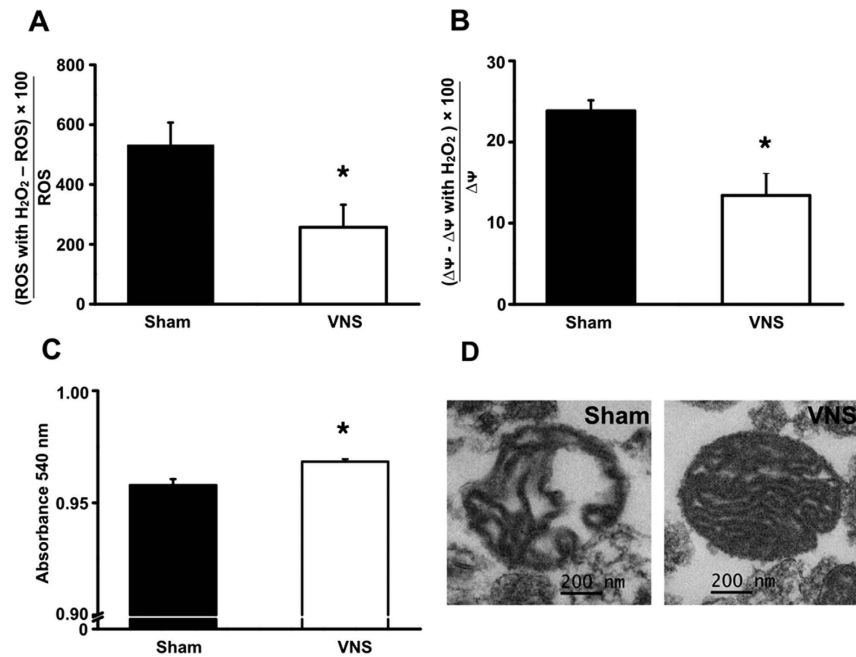 A
(ROS with H₂O₂ – ROS) × 100
ROS
800
600
400
200
0
*
Sham
VNS
B
(ΔΨ - ΔΨ with H₂O₂ ) × 100
ΔΨ
30
20
10
0
*
Sham
VNS
C
Absorbance 540 nm
1.00
0.95
0.90
0
*
Sham
VNS
D
Sham
200 nm
VNS
200 nm